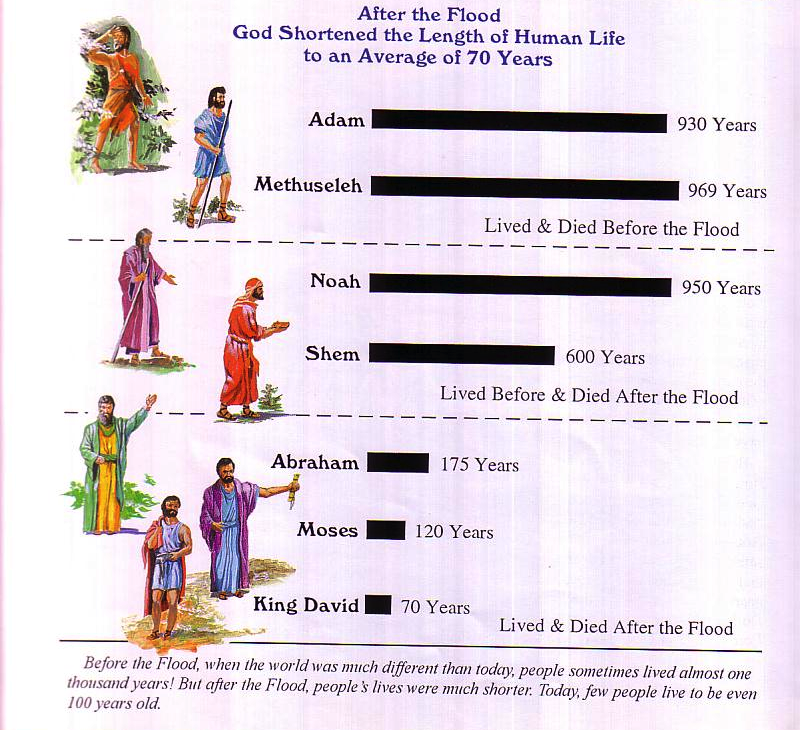 After the Flood
God Shortened the Length of Human Life
to an Average of 70 Years
Adam 930 Years
Methuseleh 969 Years
Lived & Died Before the Flood
Noah 950 Years
Shem 600 Years
Lived Before & Died After the Flood
Abraham 175 Years
Moses 120 Years
King David 70 Years
Lived & Died After the Flood
Before the Flood, when the world was much different than today, people sometimes lived almost one
thousand years! But after the Flood, people's lives were much shorter. Today, few people live to be even
100 years old.